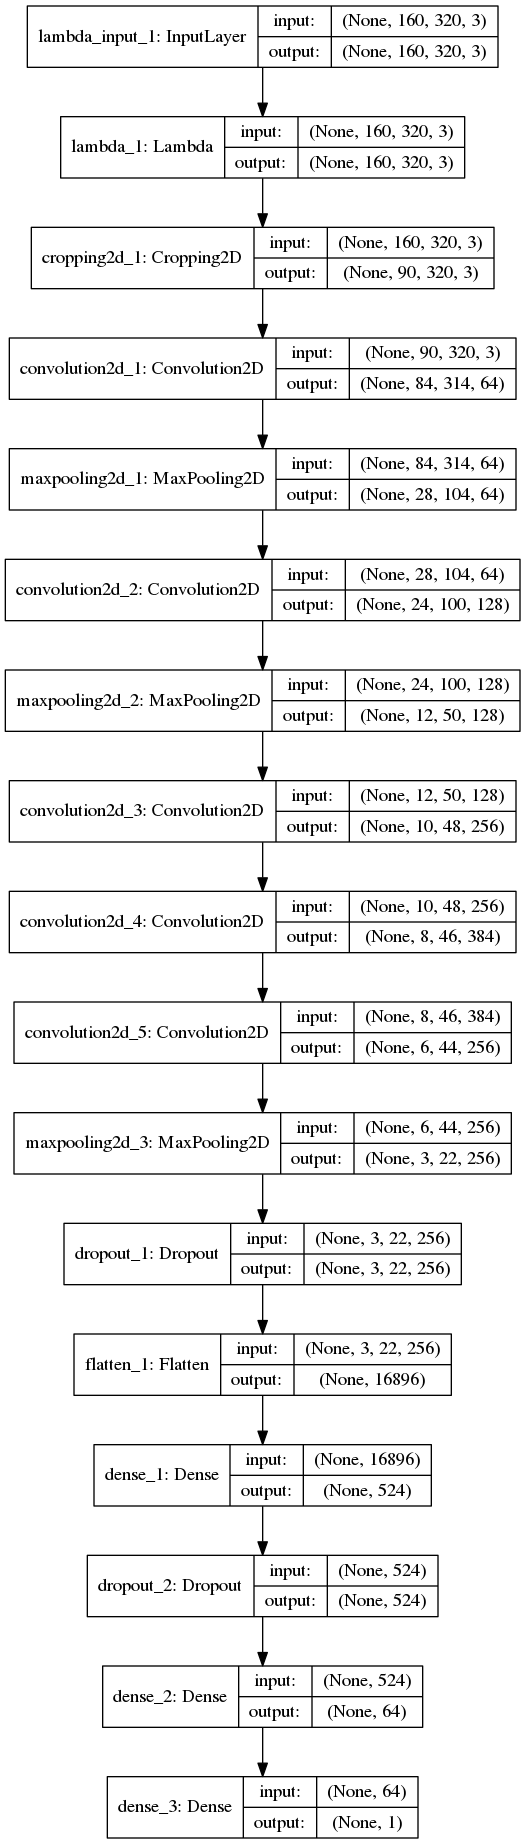 lambda_input_1: InputLayer
input: (None, 160, 320, 3)
output: (None, 160, 320, 3)
lambda_1: Lambda
input: (None, 160, 320, 3)
output: (None, 160, 320, 3)
cropping2d_1: Cropping2D
input: (None, 160, 320, 3)
output: (None, 90, 320, 3)
convolution2d_1: Convolution2D
input: (None, 90, 320, 3)
output: (None, 84, 314, 64)
maxpooling2d_1: MaxPooling2D
input: (None, 84, 314, 64)
output: (None, 28, 104, 64)
convolution2d_2: Convolution2D
input: (None, 28, 104, 64)
output: (None, 24, 100, 128)
maxpooling2d_2: MaxPooling2D
input: (None, 24, 100, 128)
output: (None, 12, 50, 128)
convolution2d_3: Convolution2D
input: (None, 12, 50, 128)
output: (None, 10, 48, 256)
convolution2d_4: Convolution2D
input: (None, 10, 48, 256)
output: (None, 8, 46, 384)
convolution2d_5: Convolution2D
input: (None, 8, 46, 384)
output: (None, 6, 44, 256)
maxpooling2d_3: MaxPooling2D
input: (None, 6, 44, 256)
output: (None, 3, 22, 256)
dropout_1: Dropout
input: (None, 3, 22, 256)
output: (None, 3, 22, 256)
flatten_1: Flatten
input: (None, 3, 22, 256)
output: (None, 16896)
dense_1: Dense
input: (None, 16896)
output: (None, 524)
dropout_2: Dropout
input: (None, 524)
output: (None, 524)
dense_2: Dense
input: (None, 524)
output: (None, 64)
dense_3: Dense
input: (None, 64)
output: (None, 1)